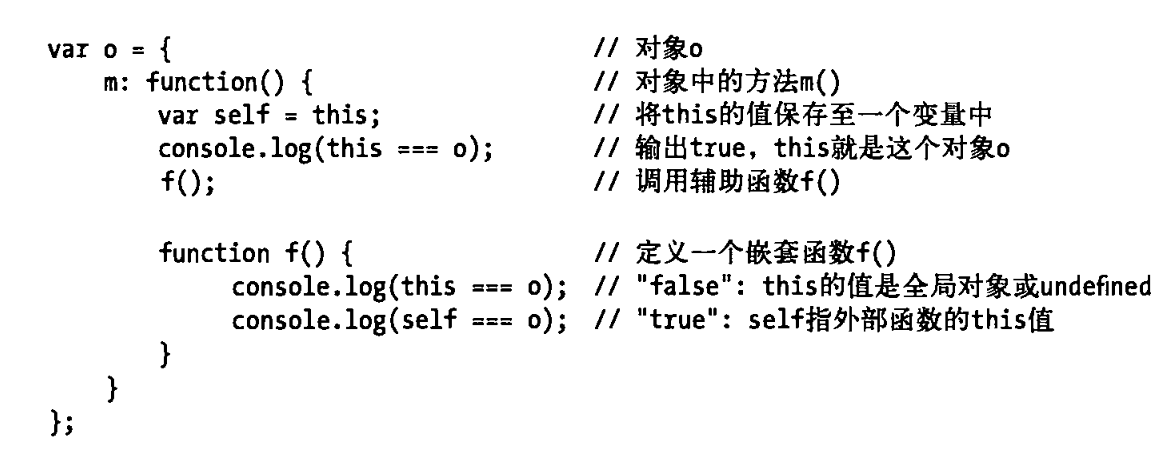 var o = { // 对象o
m: function() { // 对象中的方法m()
var self = this; // 将this的值保存至一个变量中
console.log(this === o); // 输出true，this就是这个对象o
f(); // 调用辅助函数f()
function f() { // 定义一个嵌套函数f()
console.log(this === o); // "false": this的值是全局对象或undefined
console.log(self === o); // "true": self指外部函数的this值
}
}
};